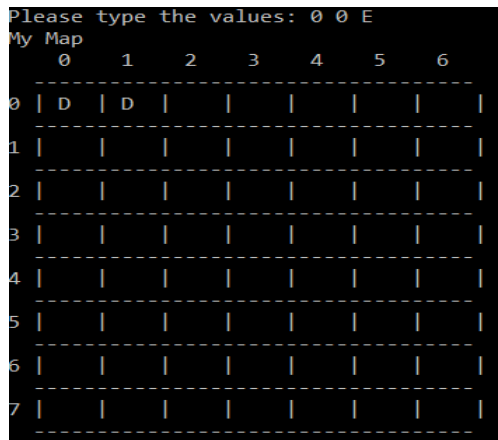 Please type the values: 0 0 E
My Map
    0   1   2   3   4   5   6
  ----------------------------
0 | D | D |   |   |   |   |   |
  ----------------------------
1 |   |   |   |   |   |   |   |
  ----------------------------
2 |   |   |   |   |   |   |   |
  ----------------------------
3 |   |   |   |   |   |   |   |
  ----------------------------
4 |   |   |   |   |   |   |   |
  ----------------------------
5 |   |   |   |   |   |   |   |
  ----------------------------
6 |   |   |   |   |   |   |   |
  ----------------------------
7 |   |   |   |   |   |   |   |
  ----------------------------